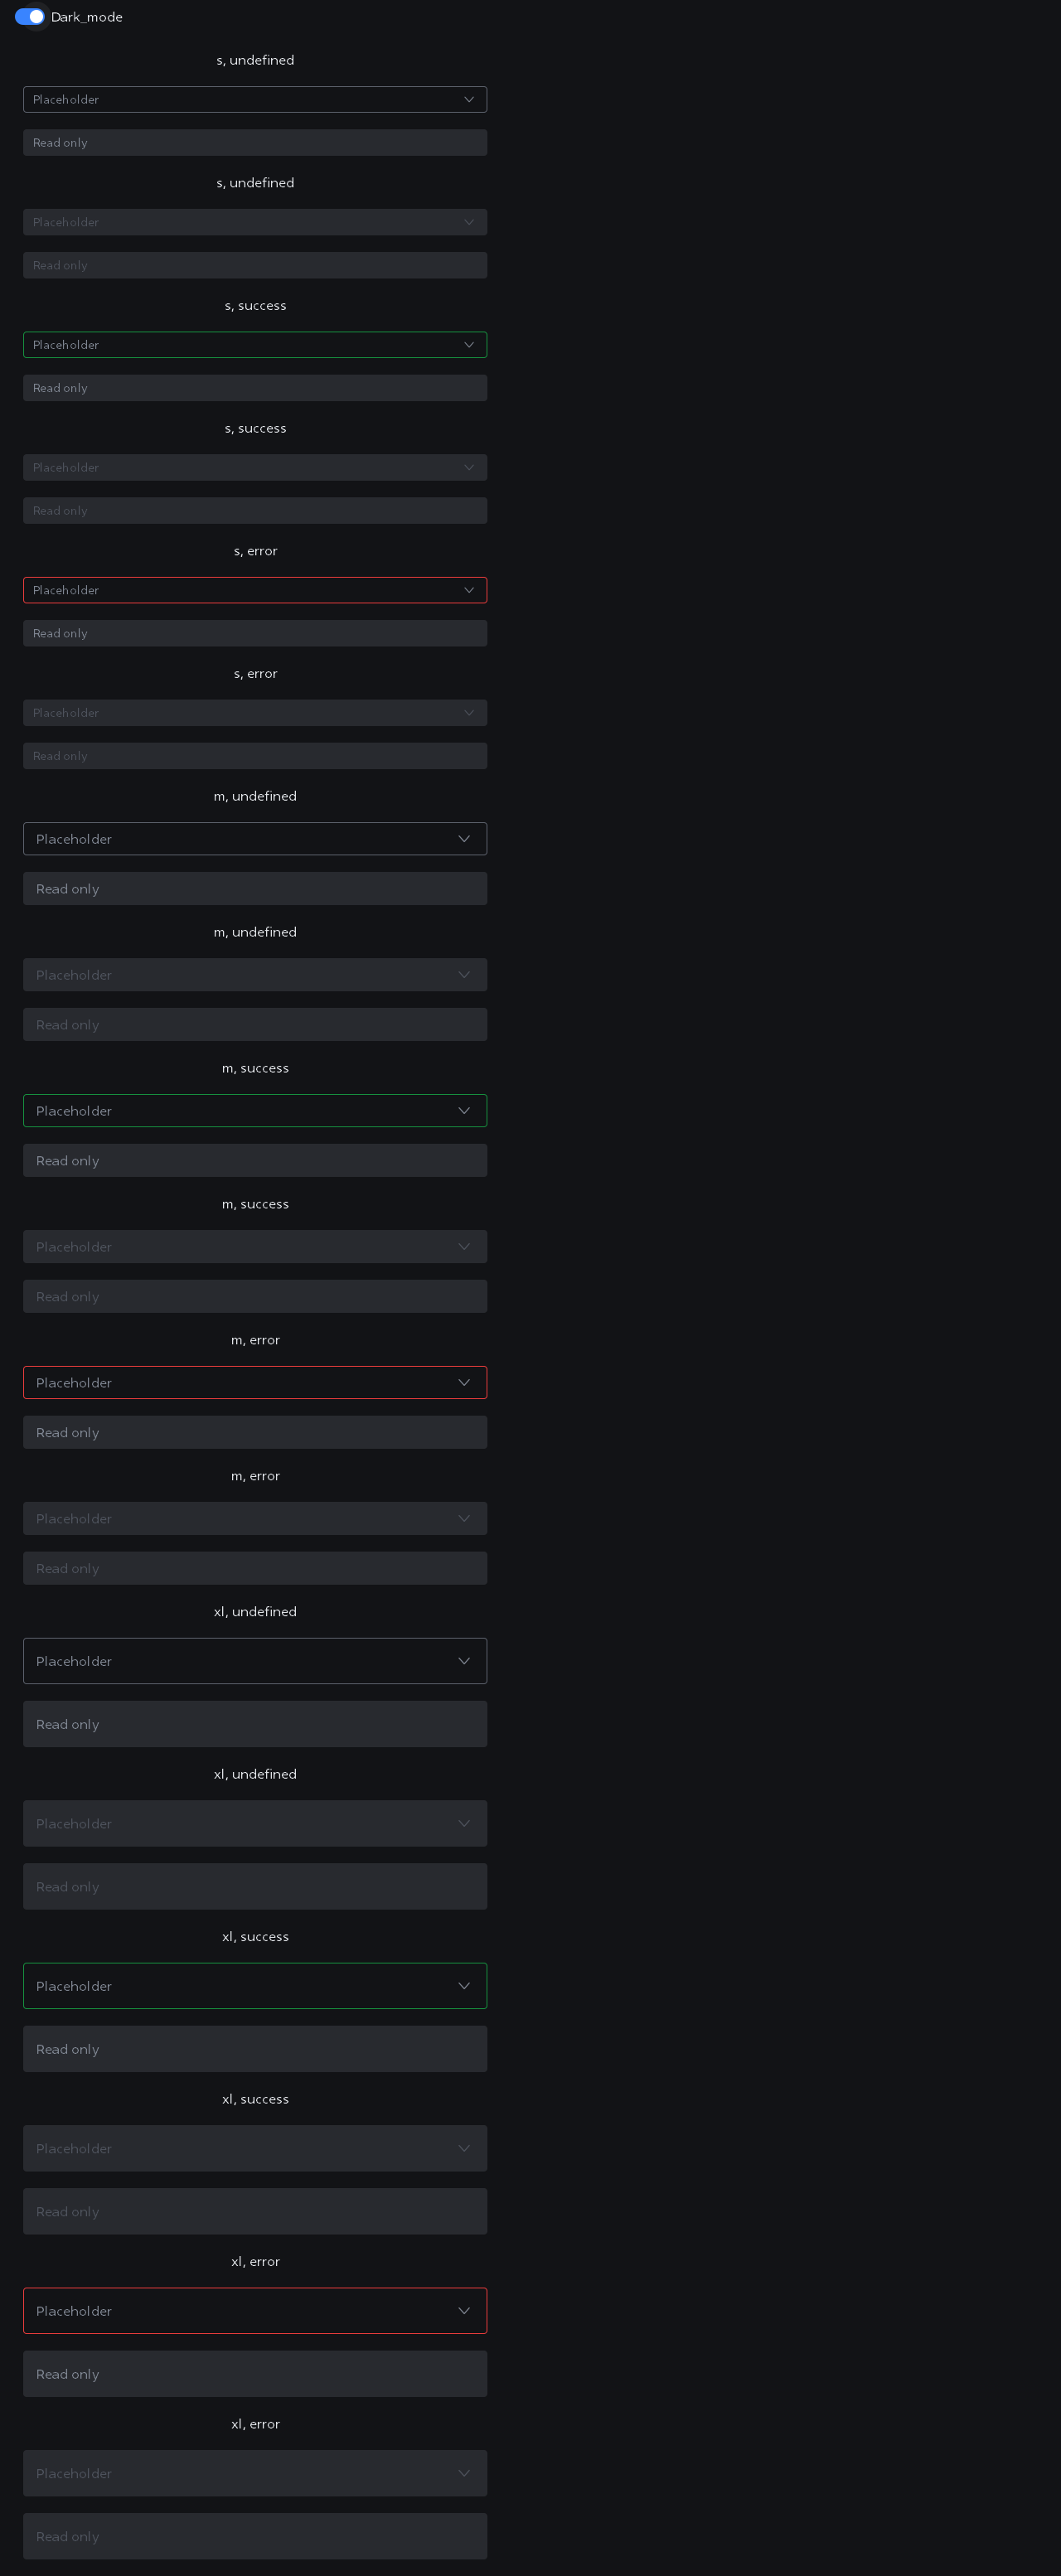 Dark_mode
s, undefined
Placeholder
Read only
s, undefined
Placeholder
Read only
s, success
Placeholder
Read only
s, success
Placeholder
Read only
s, error
Placeholder
Read only
s, error
Placeholder
Read only
m, undefined
Placeholder
Read only
m, undefined
Placeholder
Read only
m, success
Placeholder
Read only
m, success
Placeholder
Read only
m, error
Placeholder
Read only
m, error
Placeholder
Read only
xl, undefined
Placeholder
Read only
xl, undefined
Placeholder
Read only
xl, success
Placeholder
Read only
xl, success
Placeholder
Read only
xl, error
Placeholder
Read only
xl, error
Placeholder
Read only